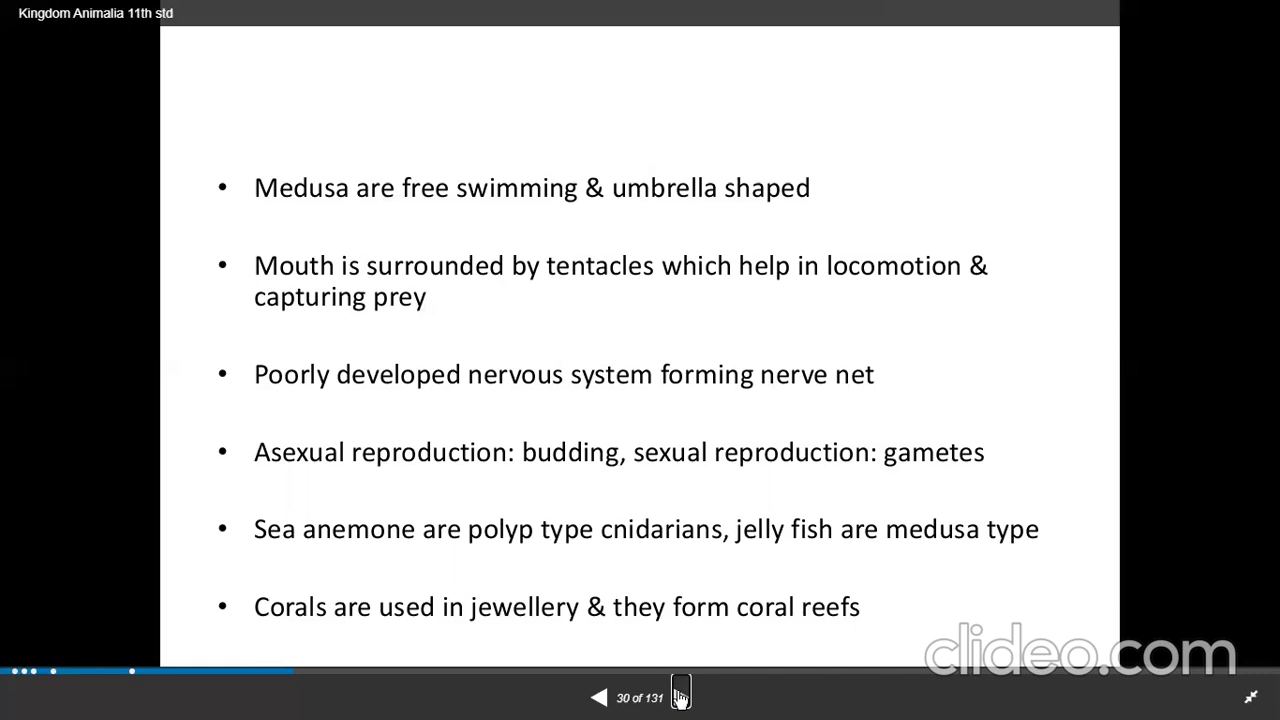 Kingdom Animalia 11th std
• Medusa are free swimming & umbrella shaped
• Mouth is surrounded by tentacles which help in locomotion &
capturing prey
• Poorly developed nervous system forming nerve net
• Asexual reproduction: budding, sexual reproduction: gametes
• Sea anemone are polyp type cnidarians, jelly fish are medusa type
• Corals are used in jewellery & they form coral reefs
clideo.com
30 of 131